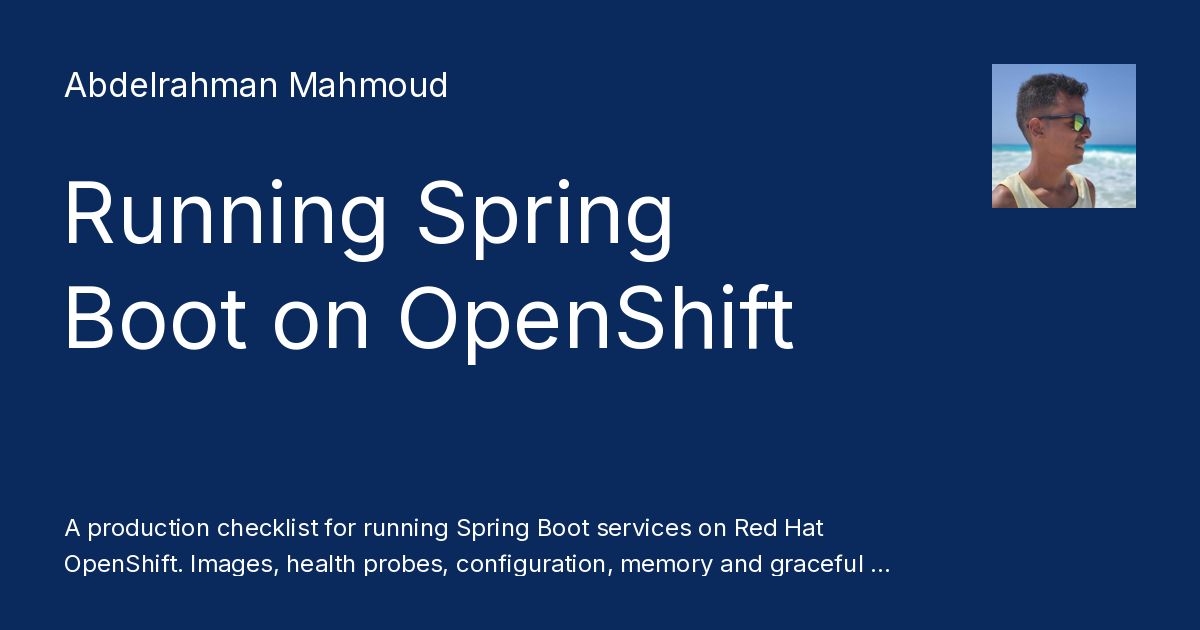 Abdelrahman Mahmoud
Running Spring
Boot on OpenShift
A production checklist for running Spring Boot services on Red Hat
OpenShift. Images, health probes, configuration, memory and graceful ...